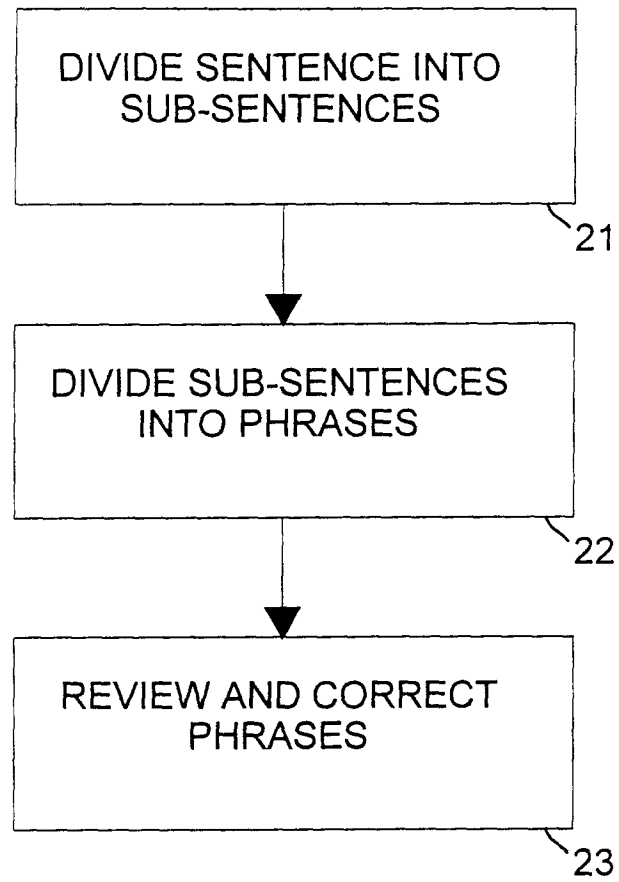 DIVIDE SENTENCE INTO
SUB-SENTENCES
21
DIVIDE SUB-SENTENCES
INTO PHRASES
22
REVIEW AND CORRECT
PHRASES
23